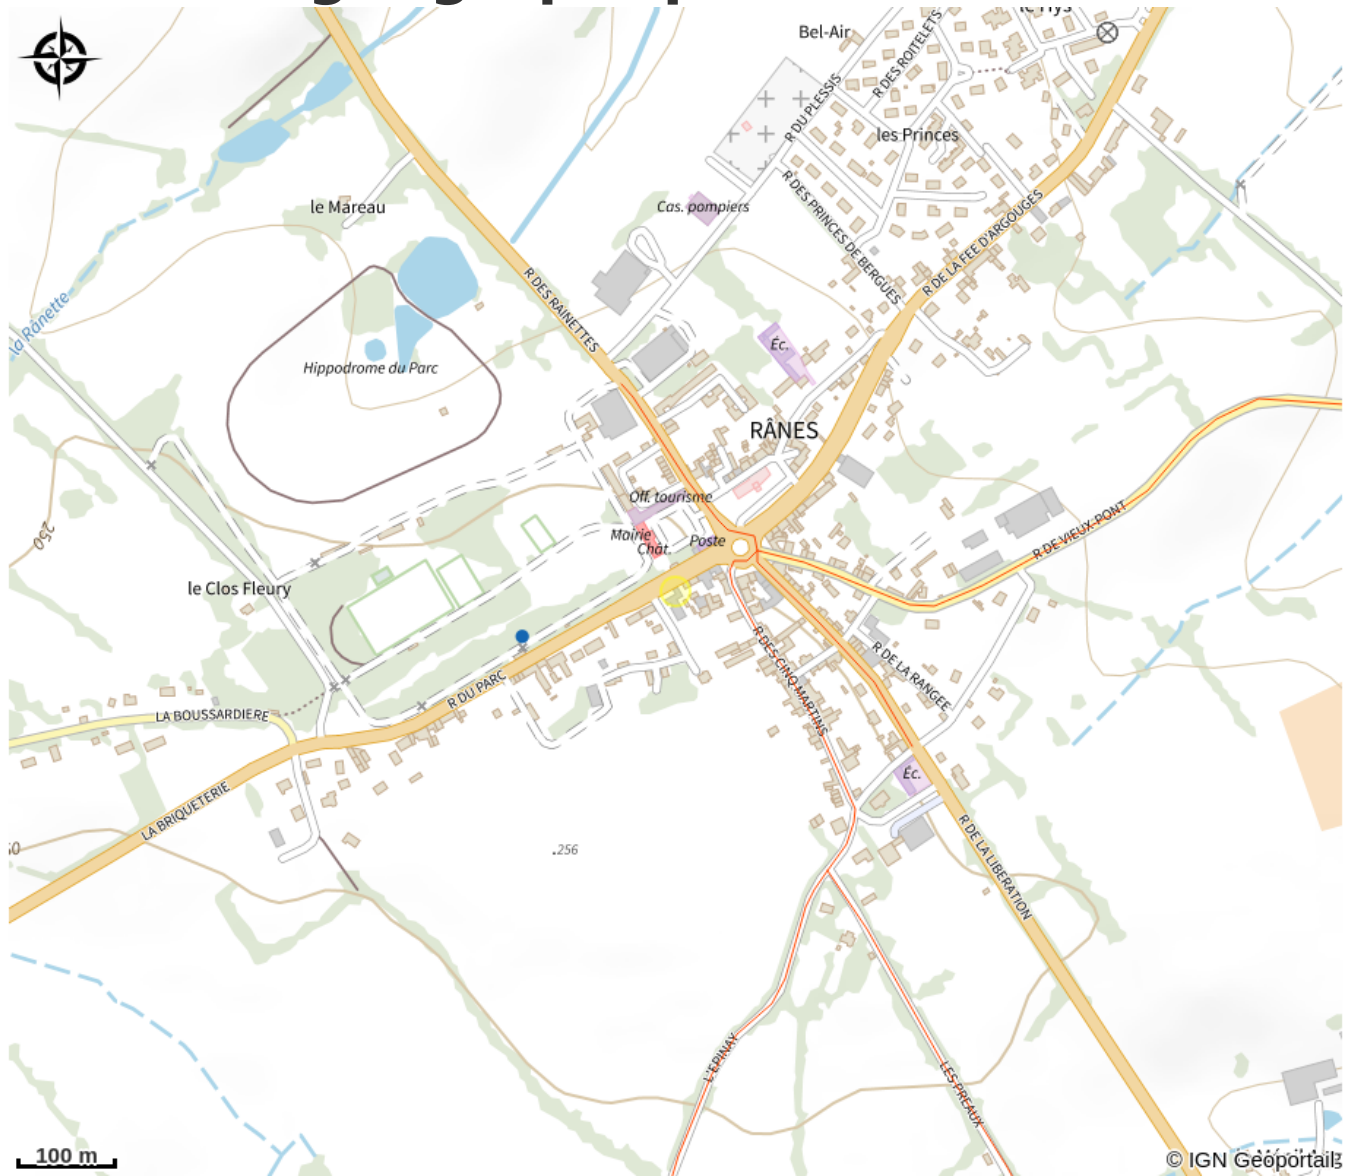 le Hys
Bel-Air
R DES ROITELETS
R DU PLESSIS
les Princes
le Mareau
Cas. pompiers
R DES PRINCES DE BERGUES
R DE LA FEE D'ARGOUGES
la Rânette
R DES RAINETTES
Éc.
Hippodrome du Parc
RÂNES
Off. tourisme
250
Mairie
Chât.
Poste
R DE VIEUX-PONT
le Clos Fleury
R DES CINQ MARTINS
R DE LA RANGEE
R DU PARC
LA BOUSSARDIERE
Éc.
LA BRIQUETERIE
.256
R DE LA LIBERATION
L'EPINAY
LES PREAUX
100 m
© IGN Géoportail